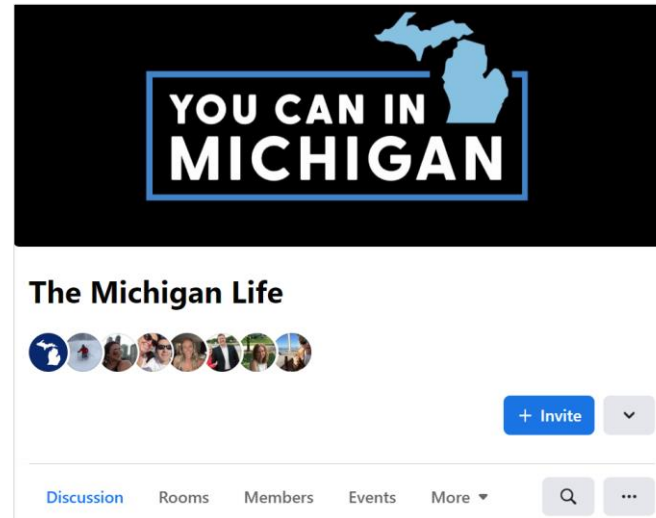 YOU CAN IN
MICHIGAN
The Michigan Life
+ Invite
Discussion Rooms Members Events More